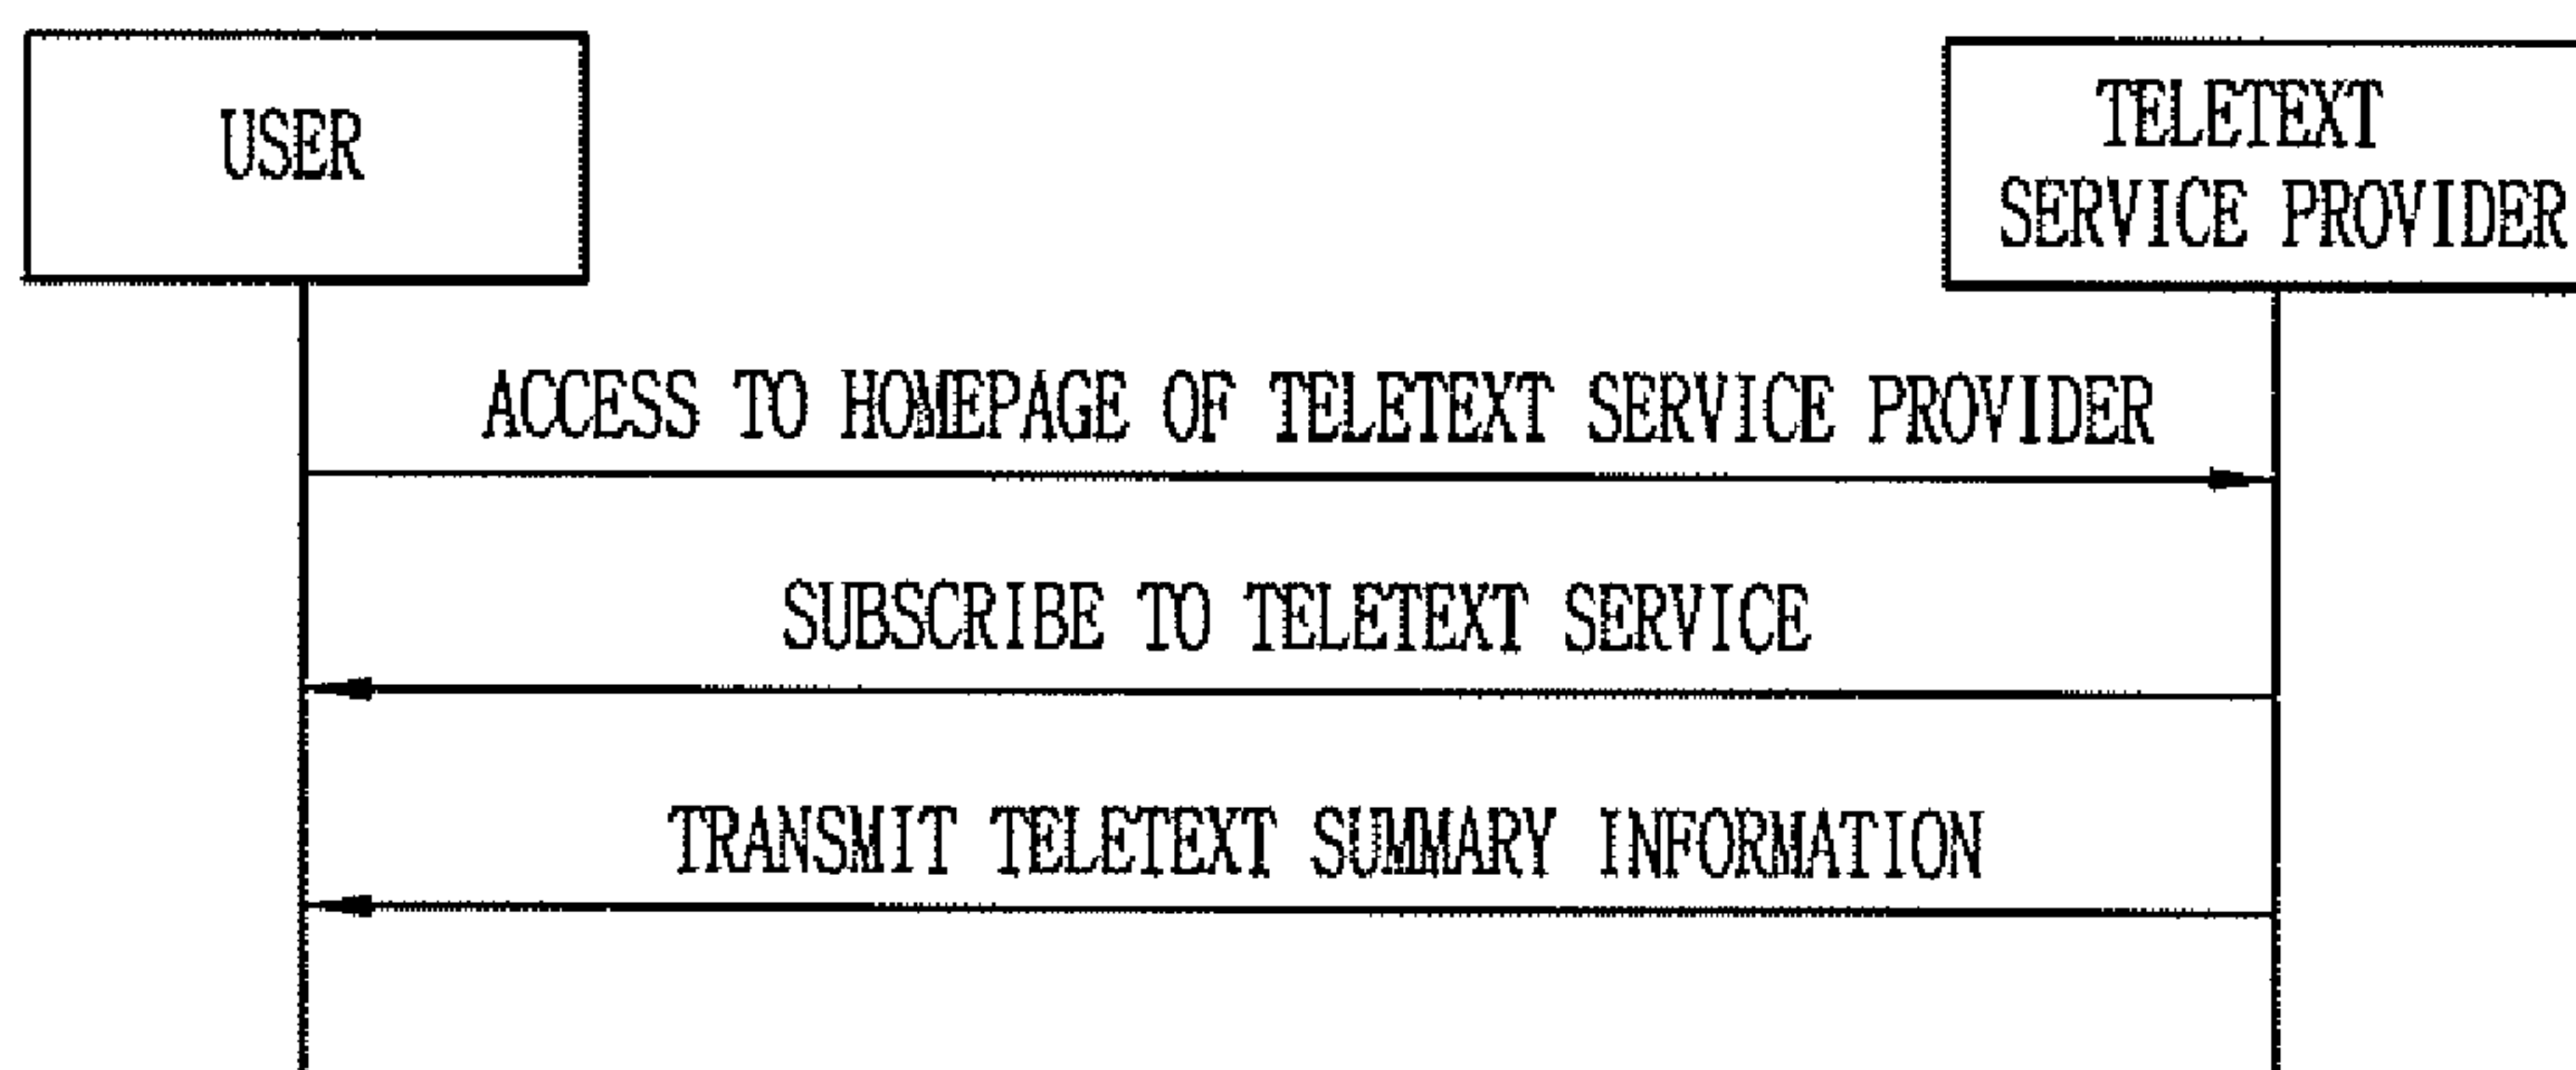 USER
TELETEXT
SERVICE PROVIDER
ACCESS TO HOMEPAGE OF TELETEXT SERVICE PROVIDER
SUBSCRIBE TO TELETEXT SERVICE
TRANSMIT TELETEXT SUMMARY INFORMATION